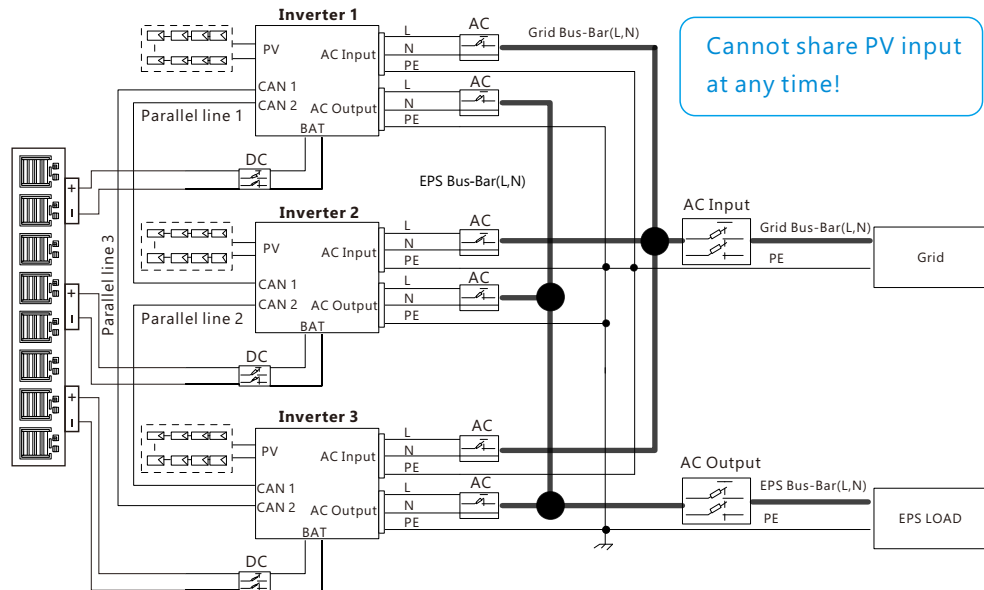 Inverter 1
PV
AC Input
CAN 1
CAN 2
AC Output
BAT
L
N
PE
AC
L
N
PE
AC
Grid Bus-Bar(L,N)
Cannot share PV input
at any time!
Parallel line 1
DC
+
-
EPS Bus-Bar(L,N)
Parallel line 3
Inverter 2
PV
AC Input
CAN 1
CAN 2
AC Output
BAT
L
N
PE
AC
L
N
PE
AC
AC Input
Grid Bus-Bar(L,N)
PE
Grid
+
-
Parallel line 2
DC
Inverter 3
PV
AC Input
CAN 1
CAN 2
AC Output
BAT
L
N
PE
AC
L
N
PE
AC
AC Output
EPS Bus-Bar(L,N)
PE
EPS LOAD
+
-
DC